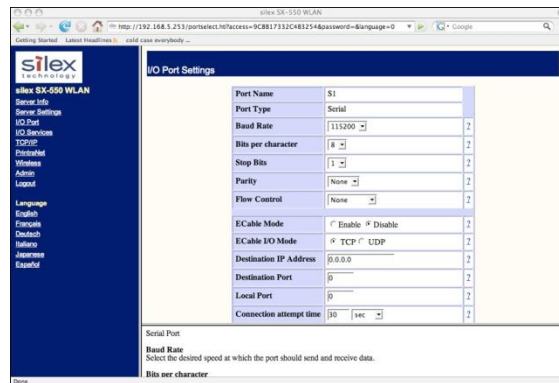 silex SX-550 WLAN
http://192.168.5.253/portselect.htl?access=9C8B17332C483254&password=&language=0
Google
Getting Started
Latest Headlines
cold case everybody ...
silex
technology
silex SX-550 WLAN
Server Info
Server Settings
I/O Port
I/O Services
TCP/IP
PrintraNet
Wireless
Admin
Logout
Language
English
Français
Deutsch
Italiano
Japanese
Español
I/O Port Settings
Port Name S1
Port Type Serial
Baud Rate 115200 ?
Bits per character 8 ?
Stop Bits 1 ?
Parity None ?
Flow Control None ?
ECable Mode Enable Disable ?
ECable I/O Mode TCP UDP ?
Destination IP Address 0.0.0.0 ?
Destination Port 0 ?
Local Port 0 ?
Connection attempt time 30 sec ?
Serial Port
Baud Rate
Select the desired speed at which the port should send and receive data.
Bits per character
Done